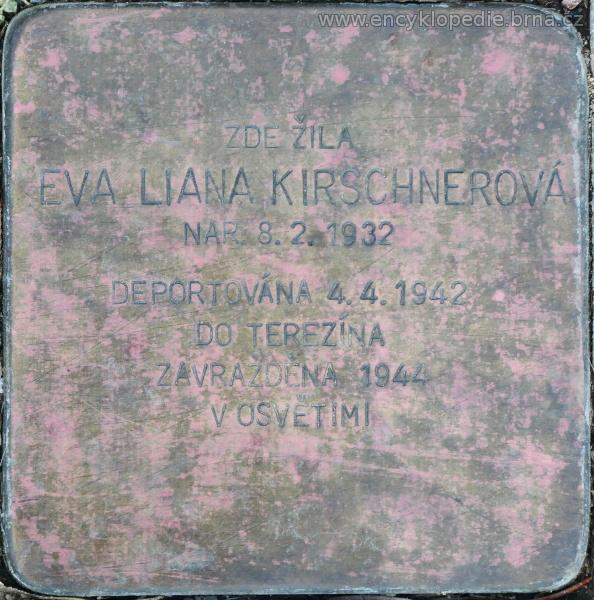 www.encyklopedie.brna.cz
ZDE ŽILA
EVA LIANA KIRSCHNEROVÁ
NAR. 8. 2. 1932
DEPORTOVÁNA 4. 4. 1942
DO TEREZÍNA
ZAVRAŽDĚNA 1944
V OSVĚTIMI